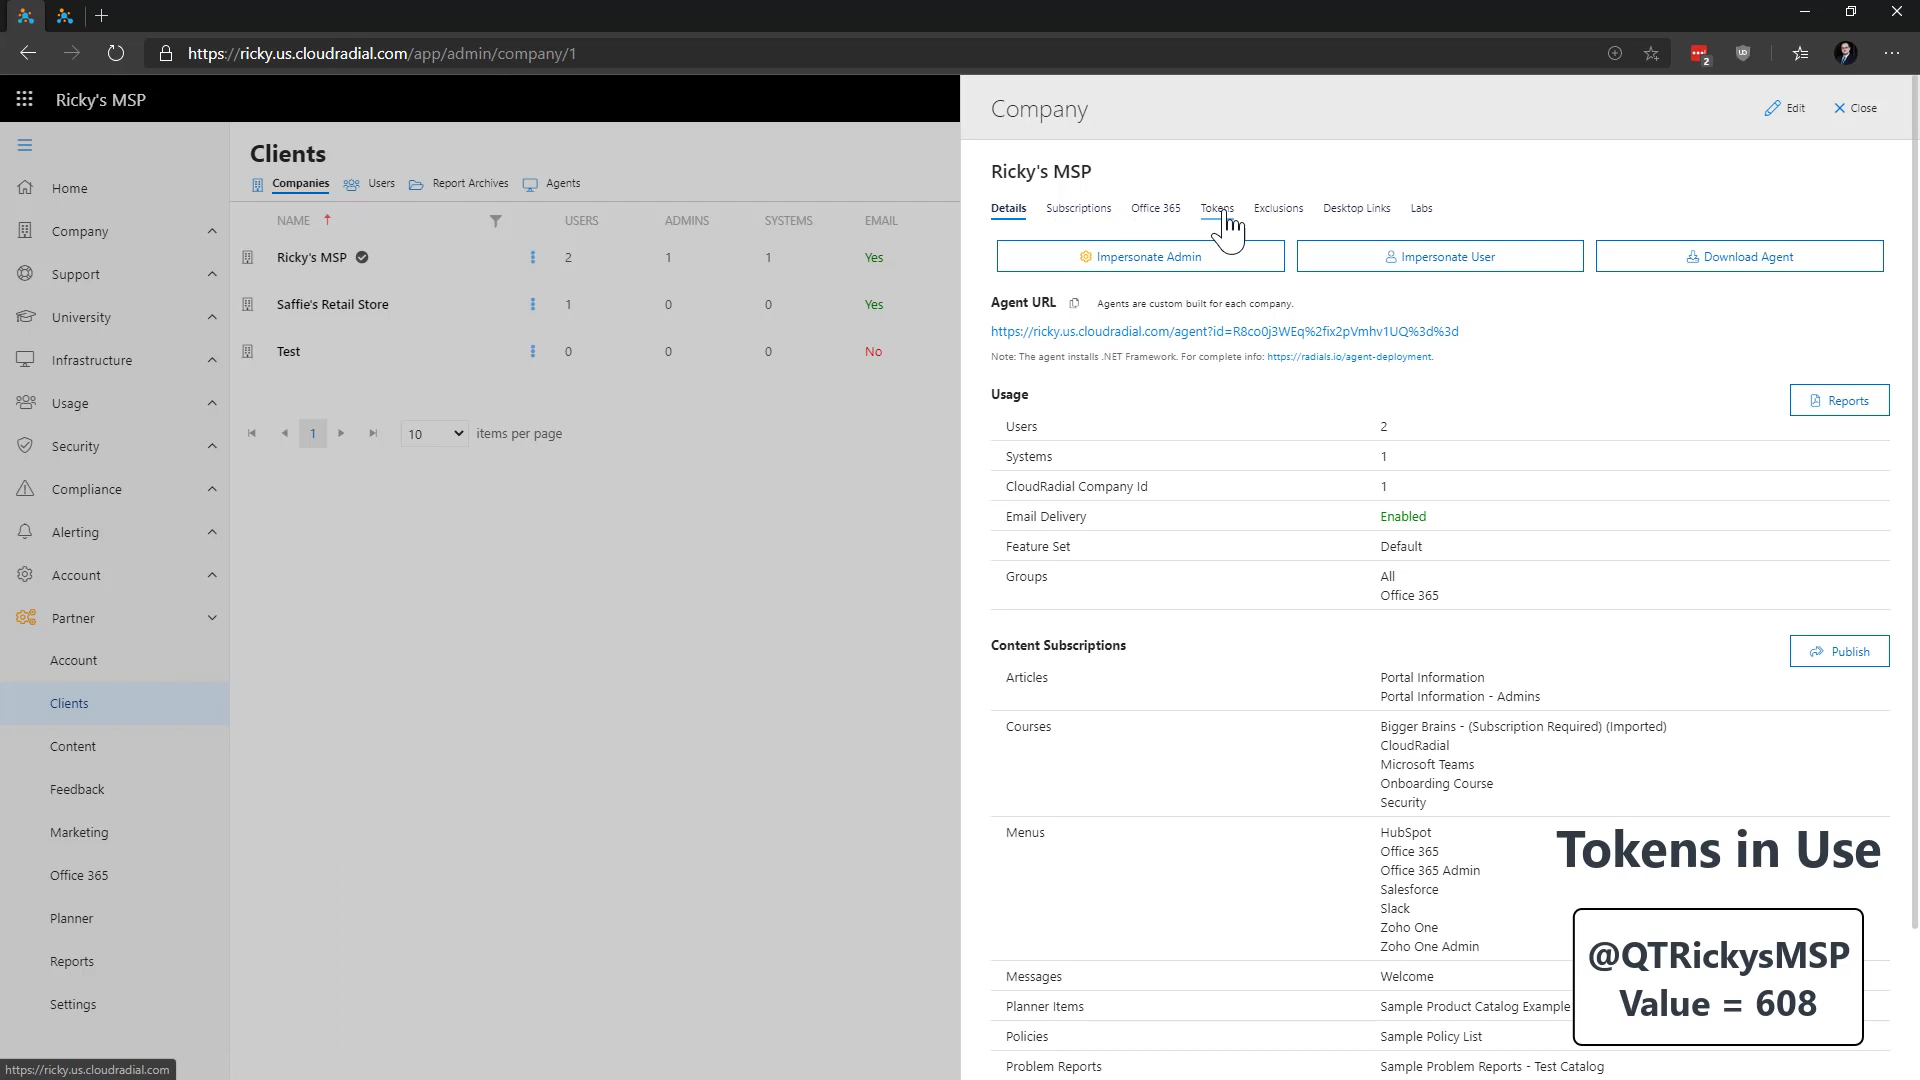 https://ricky.us.cloudradial.com/app/admin/company/1
2
UD
Ricky's MSP
Home
Company
Support
University
Infrastructure
Usage
Security
Compliance
Alerting
Account
Partner
Account
Clients
Content
Feedback
Marketing
Office 365
Planner
Reports
Settings
https://ricky.us.cloudradial.com
Clients
Companies Users Report Archives Agents
NAME USERS ADMINS SYSTEMS EMAIL
Ricky's MSP 2 1 1 Yes
Saffie's Retail Store 1 0 0 Yes
Test 0 0 0 No
1 10 items per page
Company Edit Close
Ricky's MSP
Details Subscriptions Office 365 Tokens Exclusions Desktop Links Labs
Impersonate Admin Impersonate User Download Agent
Agent URL Agents are custom built for each company.
https://ricky.us.cloudradial.com/agent?id=R8co0j3WEq%2fix2pVmhv1UQ%3d%3d
Note: The agent installs .NET Framework. For complete info: https://radials.io/agent-deployment.
Usage Reports
Users 2
Systems 1
CloudRadial Company Id 1
Email Delivery Enabled
Feature Set Default
Groups All
Office 365
Content Subscriptions Publish
Articles Portal Information
Portal Information - Admins
Courses Bigger Brains - (Subscription Required) (Imported)
CloudRadial
Microsoft Teams
Onboarding Course
Security
Menus HubSpot
Office 365
Office 365 Admin
Salesforce
Slack
Zoho One
Zoho One Admin
Messages Welcome
Planner Items Sample Product Catalog Example
Policies Sample Policy List
Problem Reports Sample Problem Reports - Test Catalog
Tokens in Use
@QTRickysMSP
Value = 608